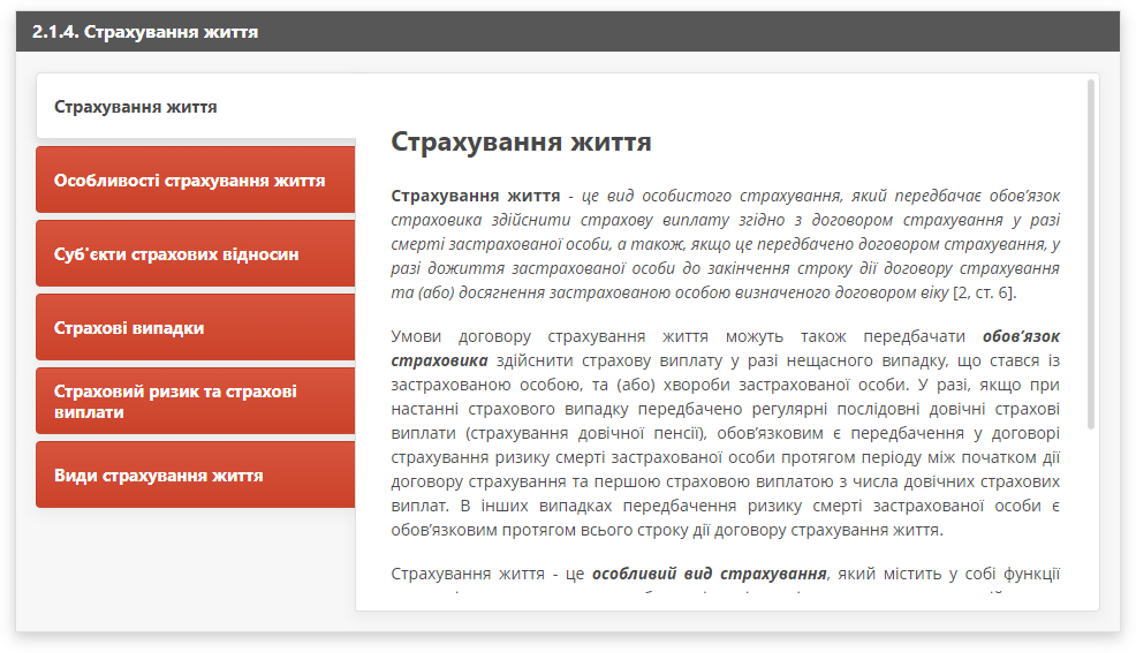 2.1.4. Страхування життя
Страхування життя
Особливості страхування життя
Суб'єкти страхових відносин
Страхові випадки
Страховий ризик та страхові
виплати
Види страхування життя
Страхування життя
Страхування життя - це вид особистого страхування, який передбачає обов’язок
страховика здійснити страхову виплату згідно з договором страхування у разі
смерті застрахованої особи, а також, якщо це передбачено договором страхування, у
разі дожиття застрахованої особи до закінчення строку дії договору страхування
та (або) досягнення застрахованою особою визначеного договором віку [2, ст. 6].
Умови договору страхування життя можуть також передбачати обов’язок
страховика здійснити страхову виплату у разі нещасного випадку, що стався із
застрахованою особою, та (або) хвороби застрахованої особи. У разі, якщо при
настанні страхового випадку передбачено регулярні послідовні довічні страхові
виплати (страхування довічної пенсії), обов’язковим є передбачення у договорі
страхування ризику смерті застрахованої особи протягом періоду між початком дії
договору страхування та першою страховою виплатою з числа довічних страхових
виплат. В інших випадках передбачення ризику смерті застрахованої особи є
обов’язковим протягом всього строку дії договору страхування життя.
Страхування життя - це особливий вид страхування, який містить у собі функції